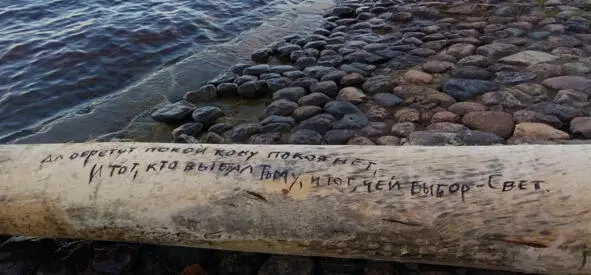 Да обретут покой кому покоя нет,
И тот, кто выбрал Тьму, и тот, чей выбор - Свет.